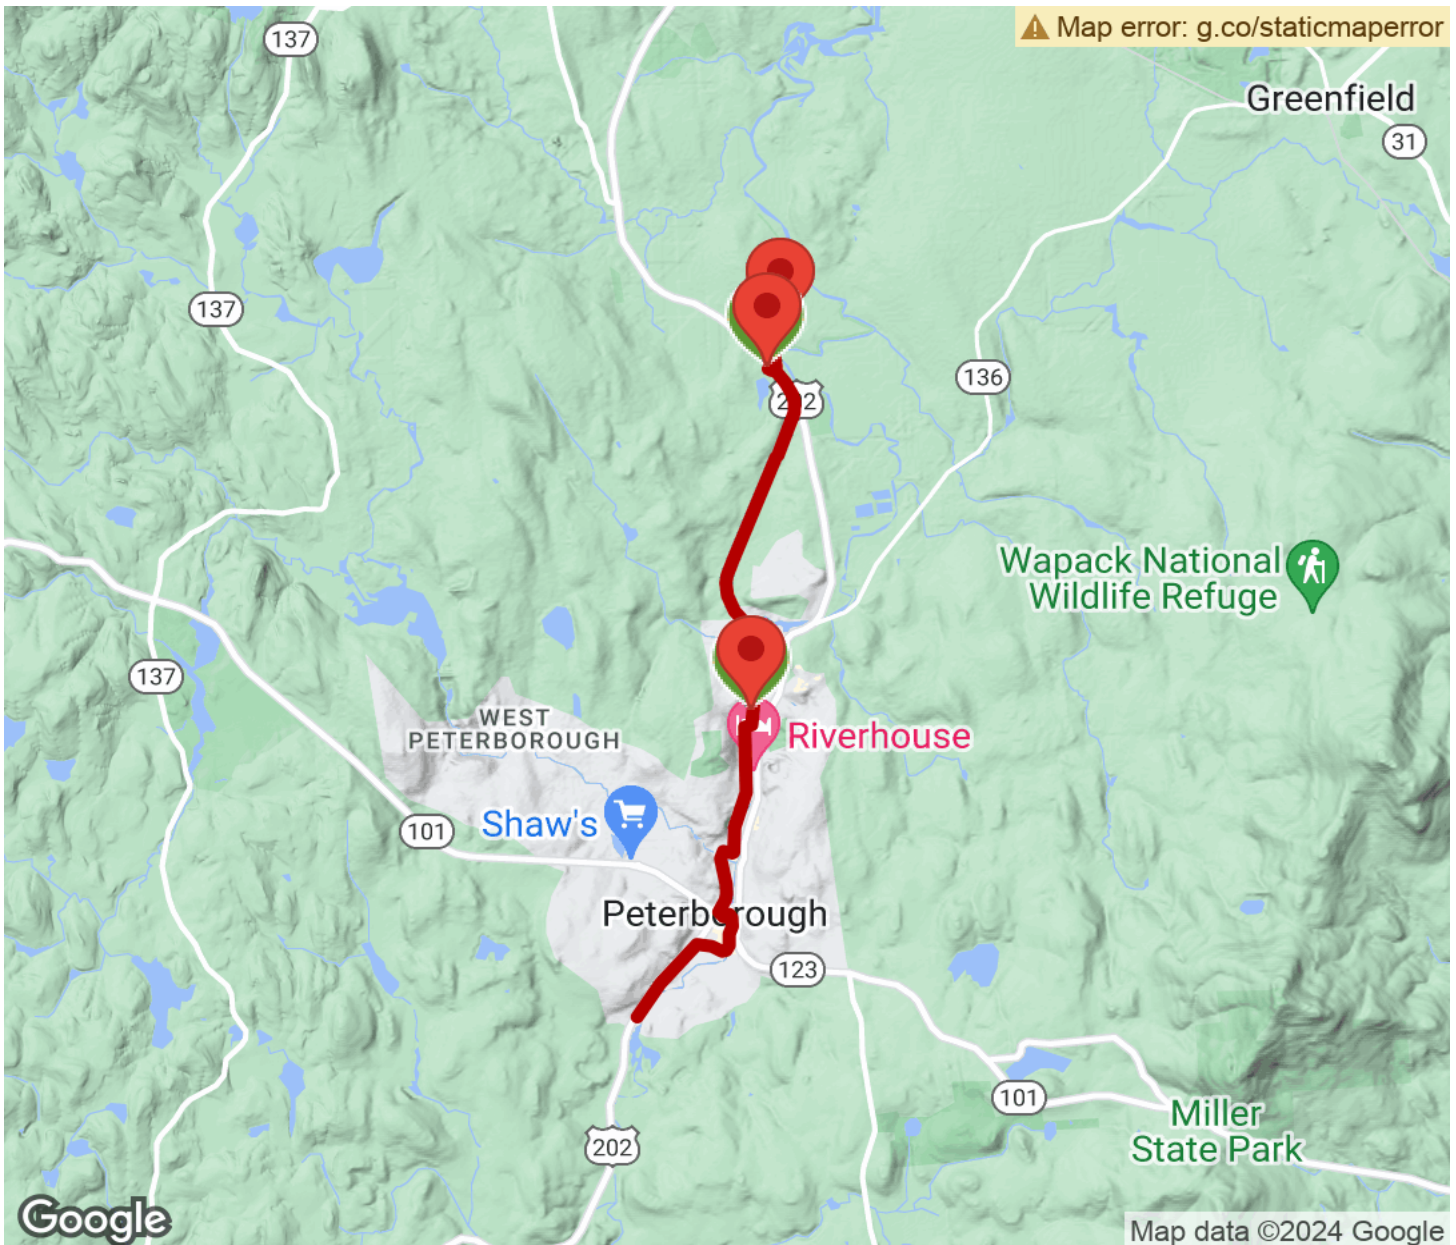 Map error: g.co/staticmaperror
137
Greenfield
31
137
136
Wapack National
Wildlife Refuge
137
WEST
PETERBOROUGH
Riverhouse
Shaw's
101
Peterborough
123
101
Miller
State Park
202
Google
Map data ©2024 Google